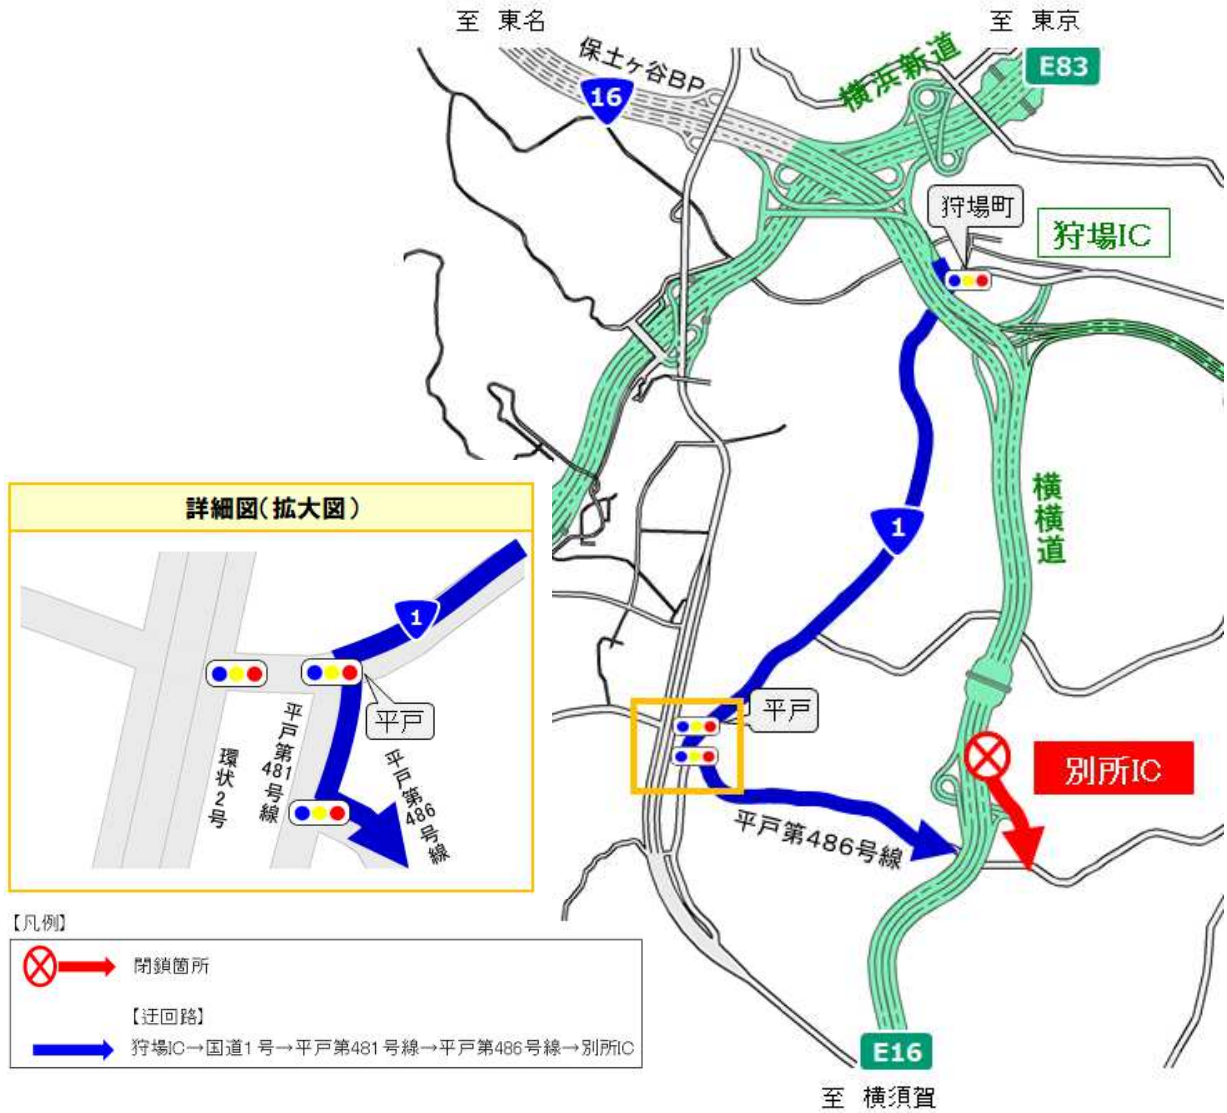 至 東名
至 東京
保土ヶ谷BP
16
横浜新道
E83
狩場町
狩場IC
横横道
1
平戸
別所IC
平戸第486号線
E16
至 横須賀
詳細図(拡大図)
1
平戸
平戸第481号線
環状2号
平戸第486号線
【凡例】
閉鎖箇所
【迂回路】
狩場IC→国道1号→平戸第481号線→平戸第486号線→別所IC